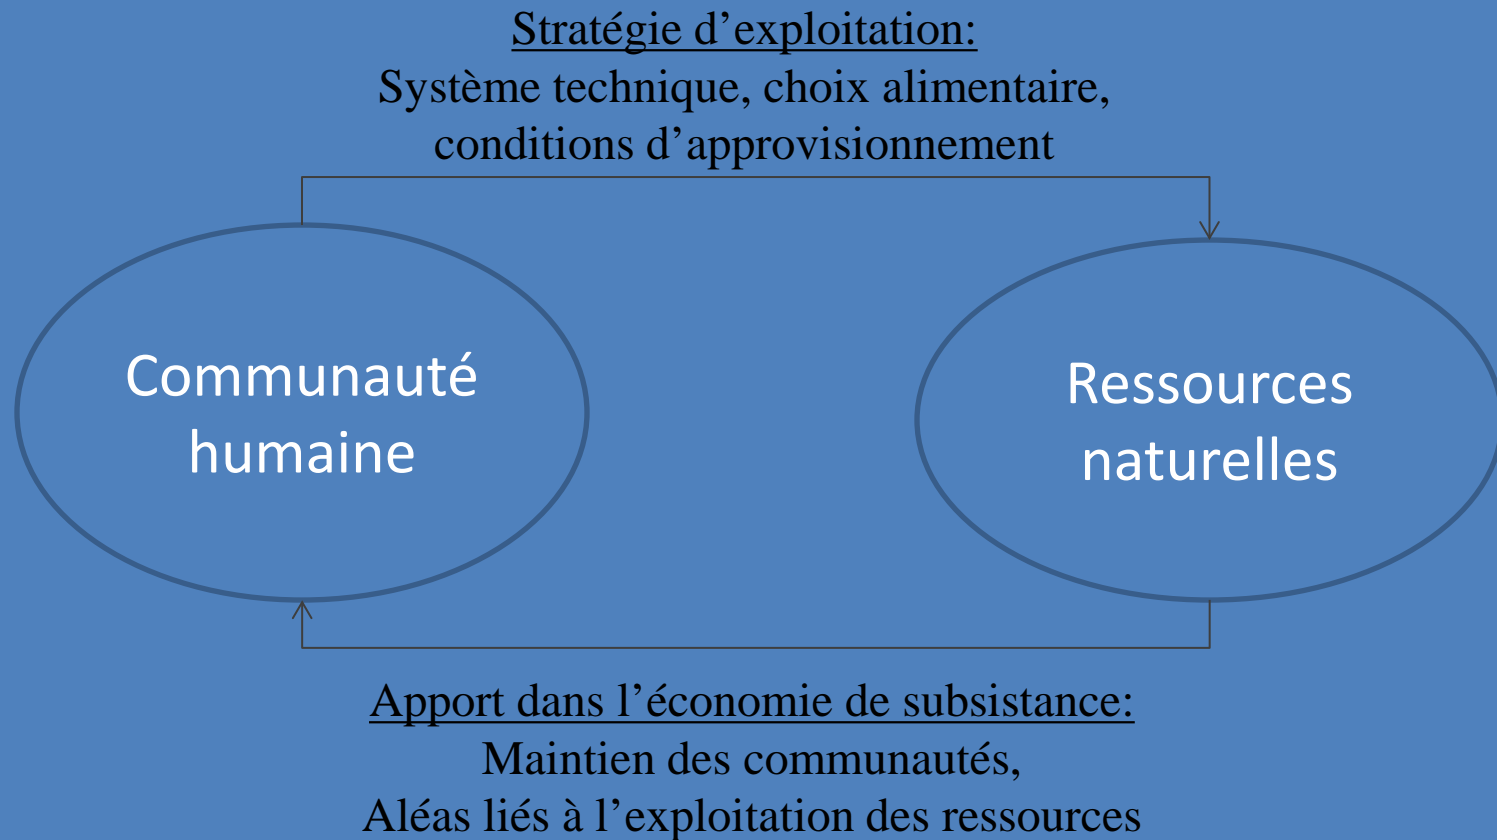 Stratégie d’exploitation:
Système technique, choix alimentaire,
conditions d’approvisionnement
Communauté
humaine
Ressources
naturelles
Apport dans l’économie de subsistance:
Maintien des communautés,
Aléas liés à l’exploitation des ressources